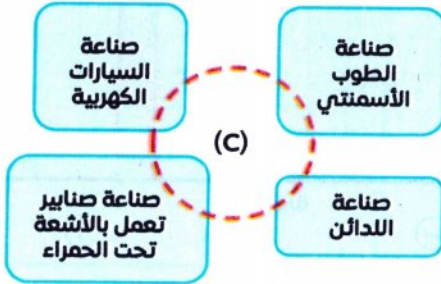 صناعة
الطوب
الأسمنتي
صناعة
السيارات
الكهربية
(C)
صناعة
اللدائن
صناعة صنابير
تعمل بالأشعة
تحت الحمراء